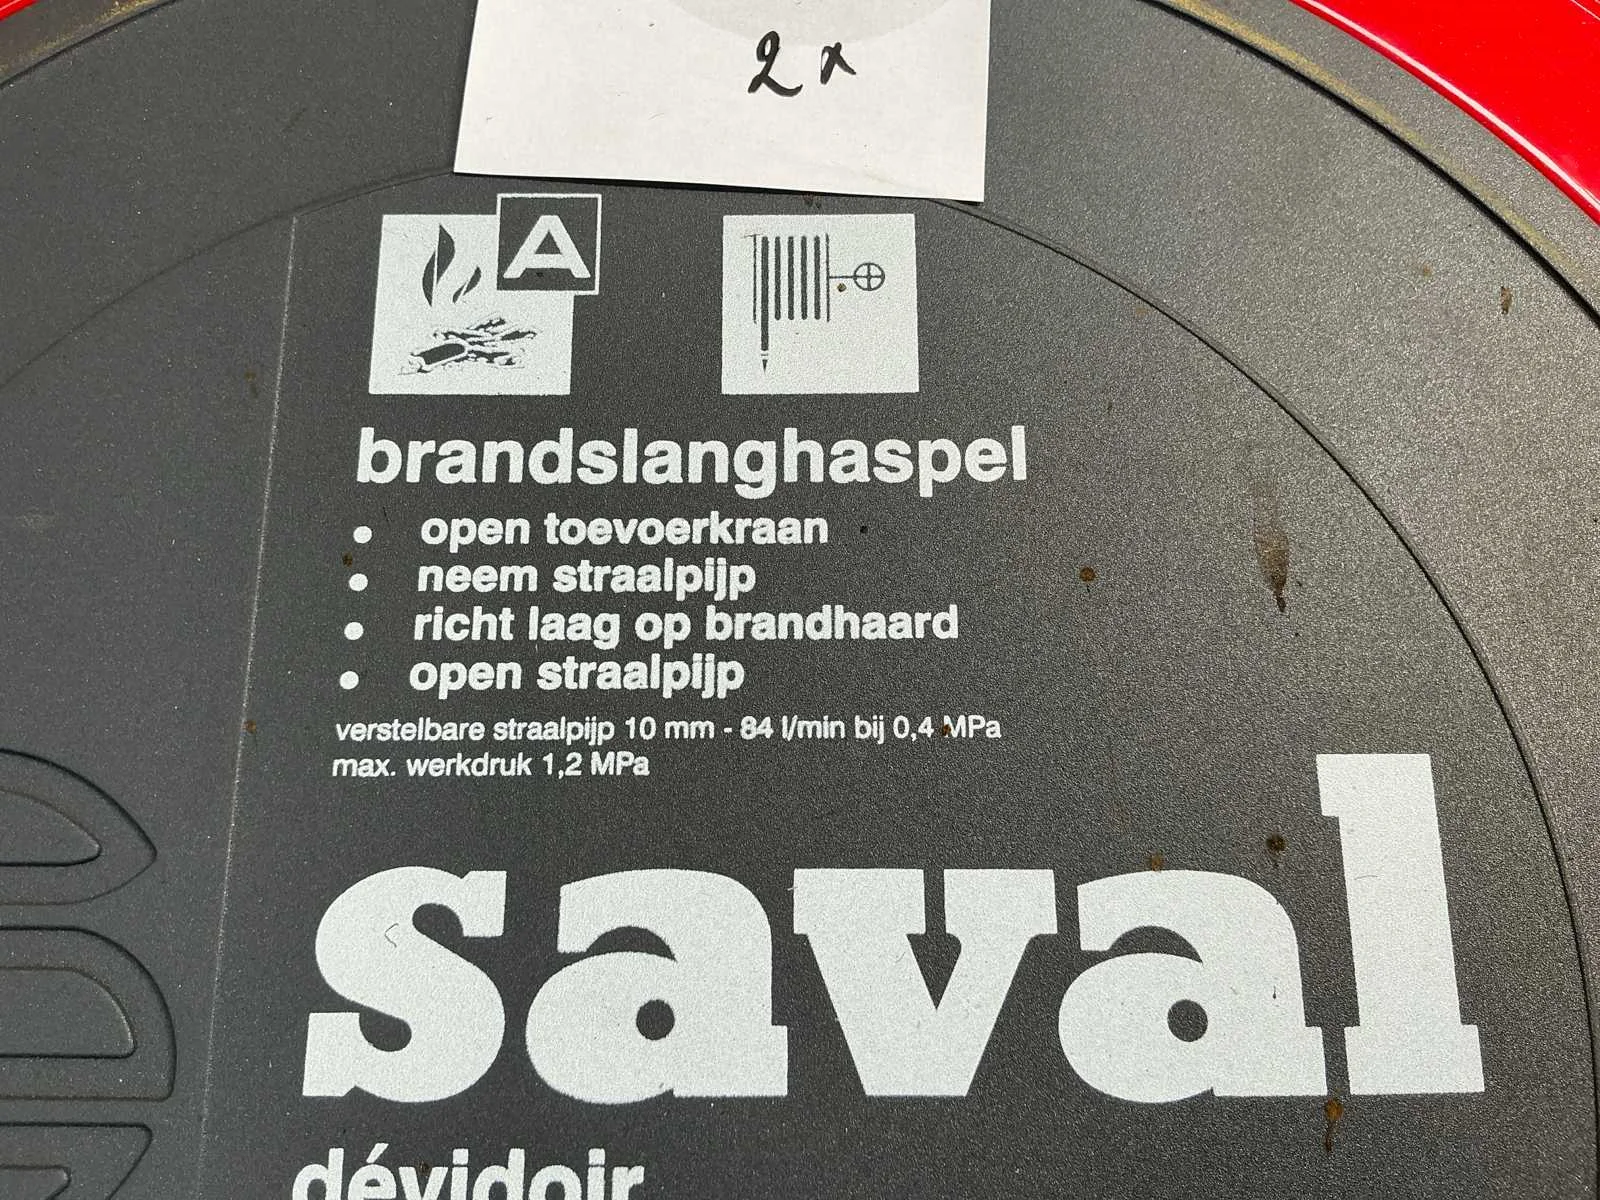 2x
A
brandslanghaspel
• open toevoerkraan
• neem straalpijp
• richt laag op brandhaard
• open straalpijp
verstelbare straalpijp 10 mm - 84 l/min bij 0,4 MPa
max. werkdruk 1,2 MPa
saval
dévidoir